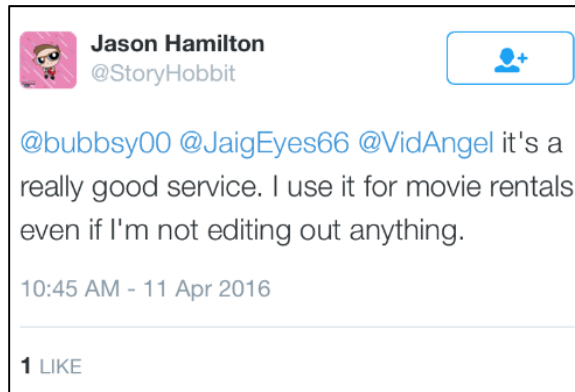 Jason Hamilton
@StoryHobbit
@bubbsy00 @JaigEyes66 @VidAngel it's a
really good service. I use it for movie rentals
even if I'm not editing out anything.
10:45 AM - 11 Apr 2016
1 LIKE